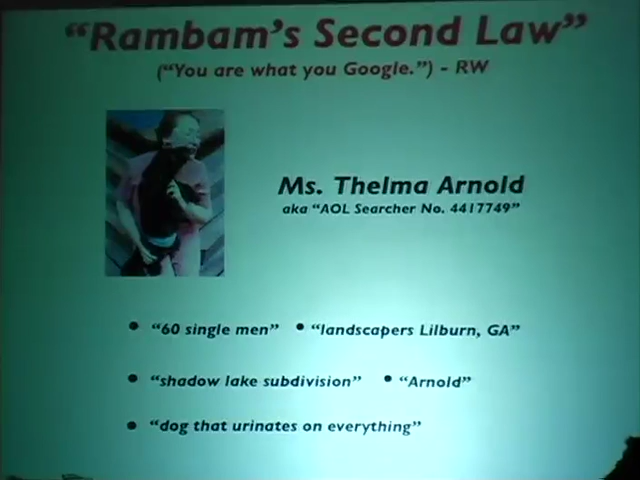 “Rambam’s Second Law”
(“You are what you Google.”) - RW
Ms. Thelma Arnold
aka “AOL Searcher No. 4417749”
• “60 single men” • “landscapers Lilburn, GA”
• “shadow lake subdivision” • “Arnold”
• “dog that urinates on everything”